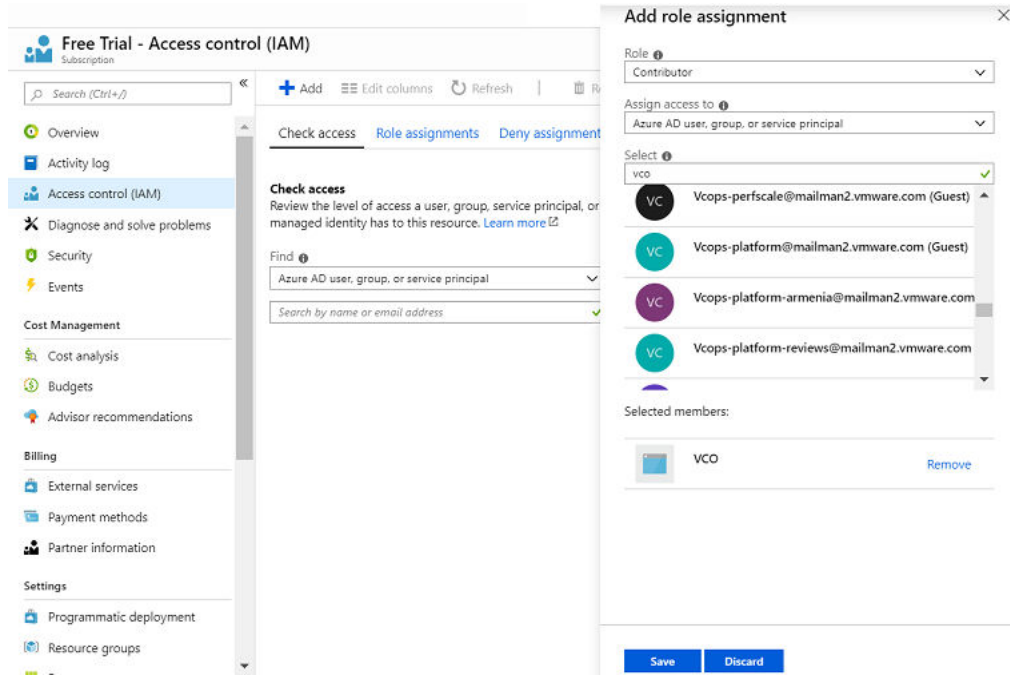 Free Trial - Access control (IAM)
Subscription
Search (Ctrl+/)
«
Overview
Activity log
Access control (IAM)
Diagnose and solve problems
Security
Events
Cost Management
Cost analysis
Budgets
Advisor recommendations
Billing
External services
Payment methods
Partner information
Settings
Programmatic deployment
Resource groups
Add
Edit columns
Refresh
Check access
Role assignments
Deny assignment
Check access
Review the level of access a user, group, service principal, or
managed identity has to this resource. Learn more
Find
Azure AD user, group, or service principal
Search by name or email address
Add role assignment
Role
Contributor
Assign access to
Azure AD user, group, or service principal
Select
vco
VC
Vcops-perfscale@mailman2.vmware.com (Guest)
VC
Vcops-platform@mailman2.vmware.com (Guest)
VC
Vcops-platform-armenia@mailman2.vmware.com
VC
Vcops-platform-reviews@mailman2.vmware.com
Selected members:
VCO
Remove
Save
Discard